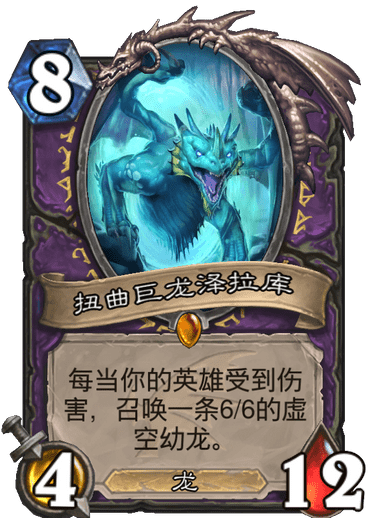 8
扭曲巨龙泽拉库
每当你的英雄受到伤
害，召唤一条6/6的虚
空幼龙。
4
龙
12